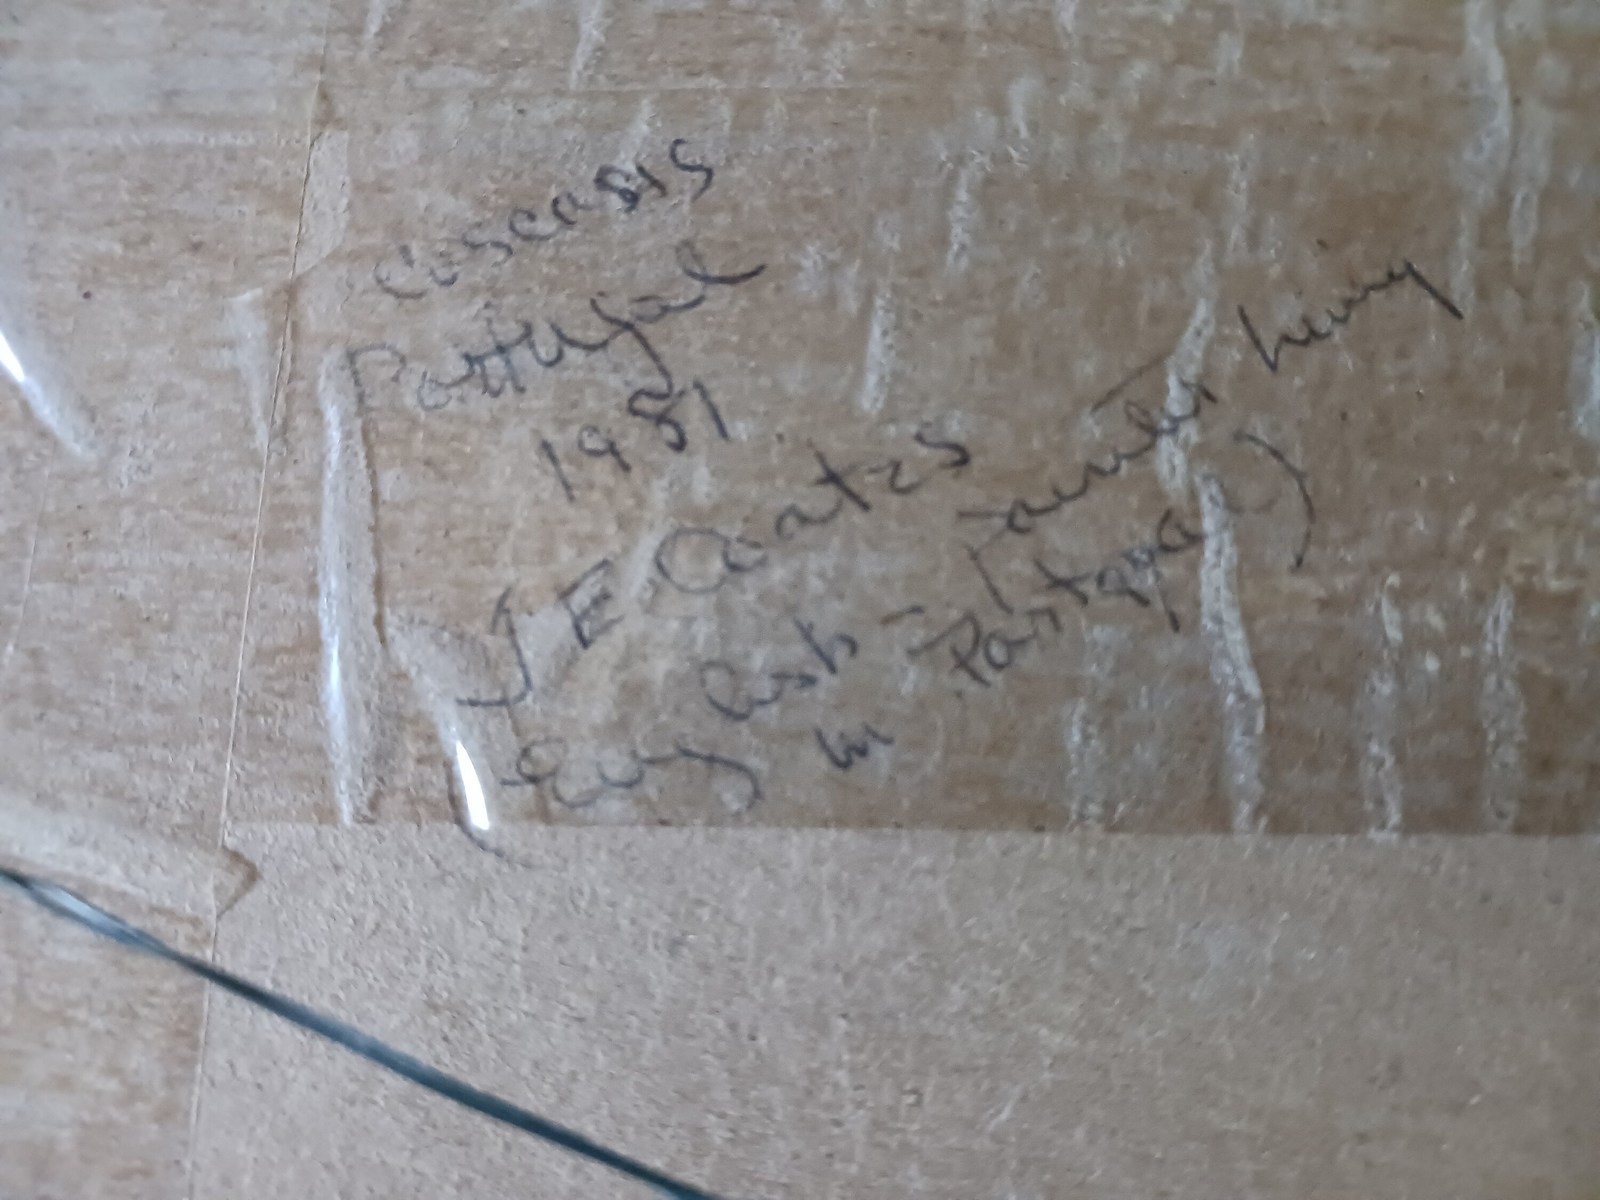 Cascais
Portugal
1981
J.E. Coates
(English - painter living
in Portugal)